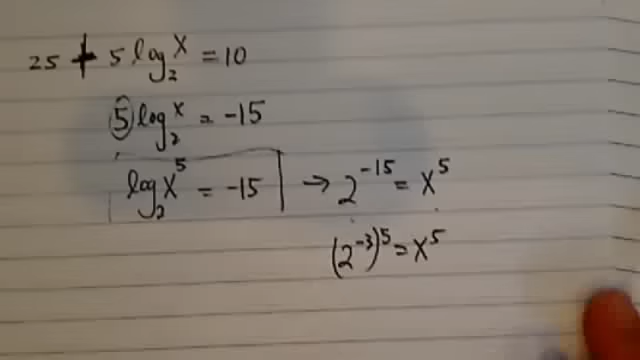 25 + 5 log₂ x = 10
5 log₂ x = -15
log₂ x⁵ = -15 → 2⁻¹⁵ = x⁵
(2⁻³)⁵ = x⁵